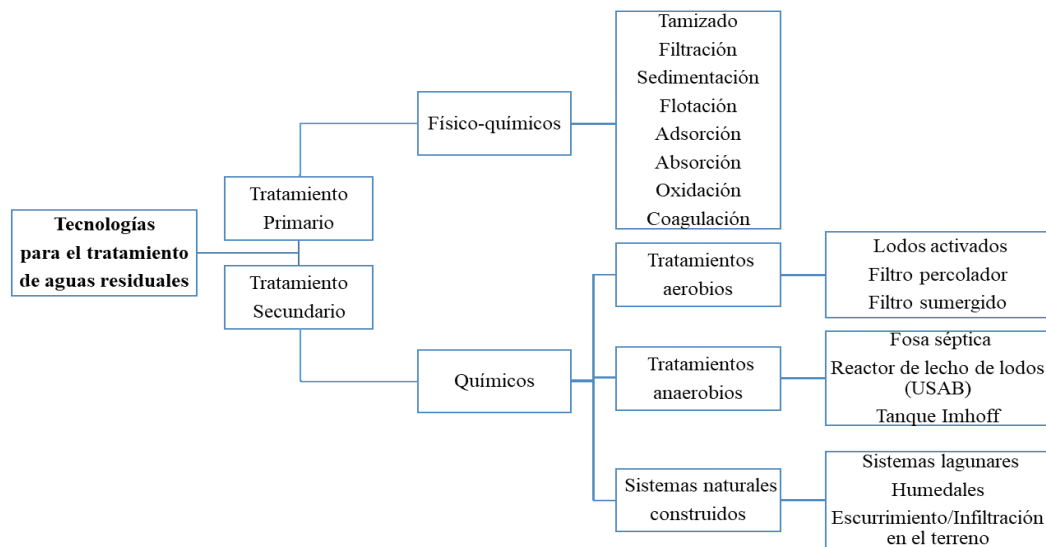 Tecnologías
para el tratamiento
de aguas residuales
Tratamiento
Primario
Tratamiento
Secundario
Físico-químicos
Químicos
Tamizado
Filtración
Sedimentación
Flotación
Adsorción
Absorción
Oxidación
Coagulación
Tratamientos
aerobios
Tratamientos
anaerobios
Sistemas naturales
construidos
Lodos activados
Filtro percolador
Filtro sumergido
Fosa séptica
Reactor de lecho de lodos
(USAB)
Tanque Imhoff
Sistemas lagunares
Humedales
Escurrimiento/Infiltración
en el terreno